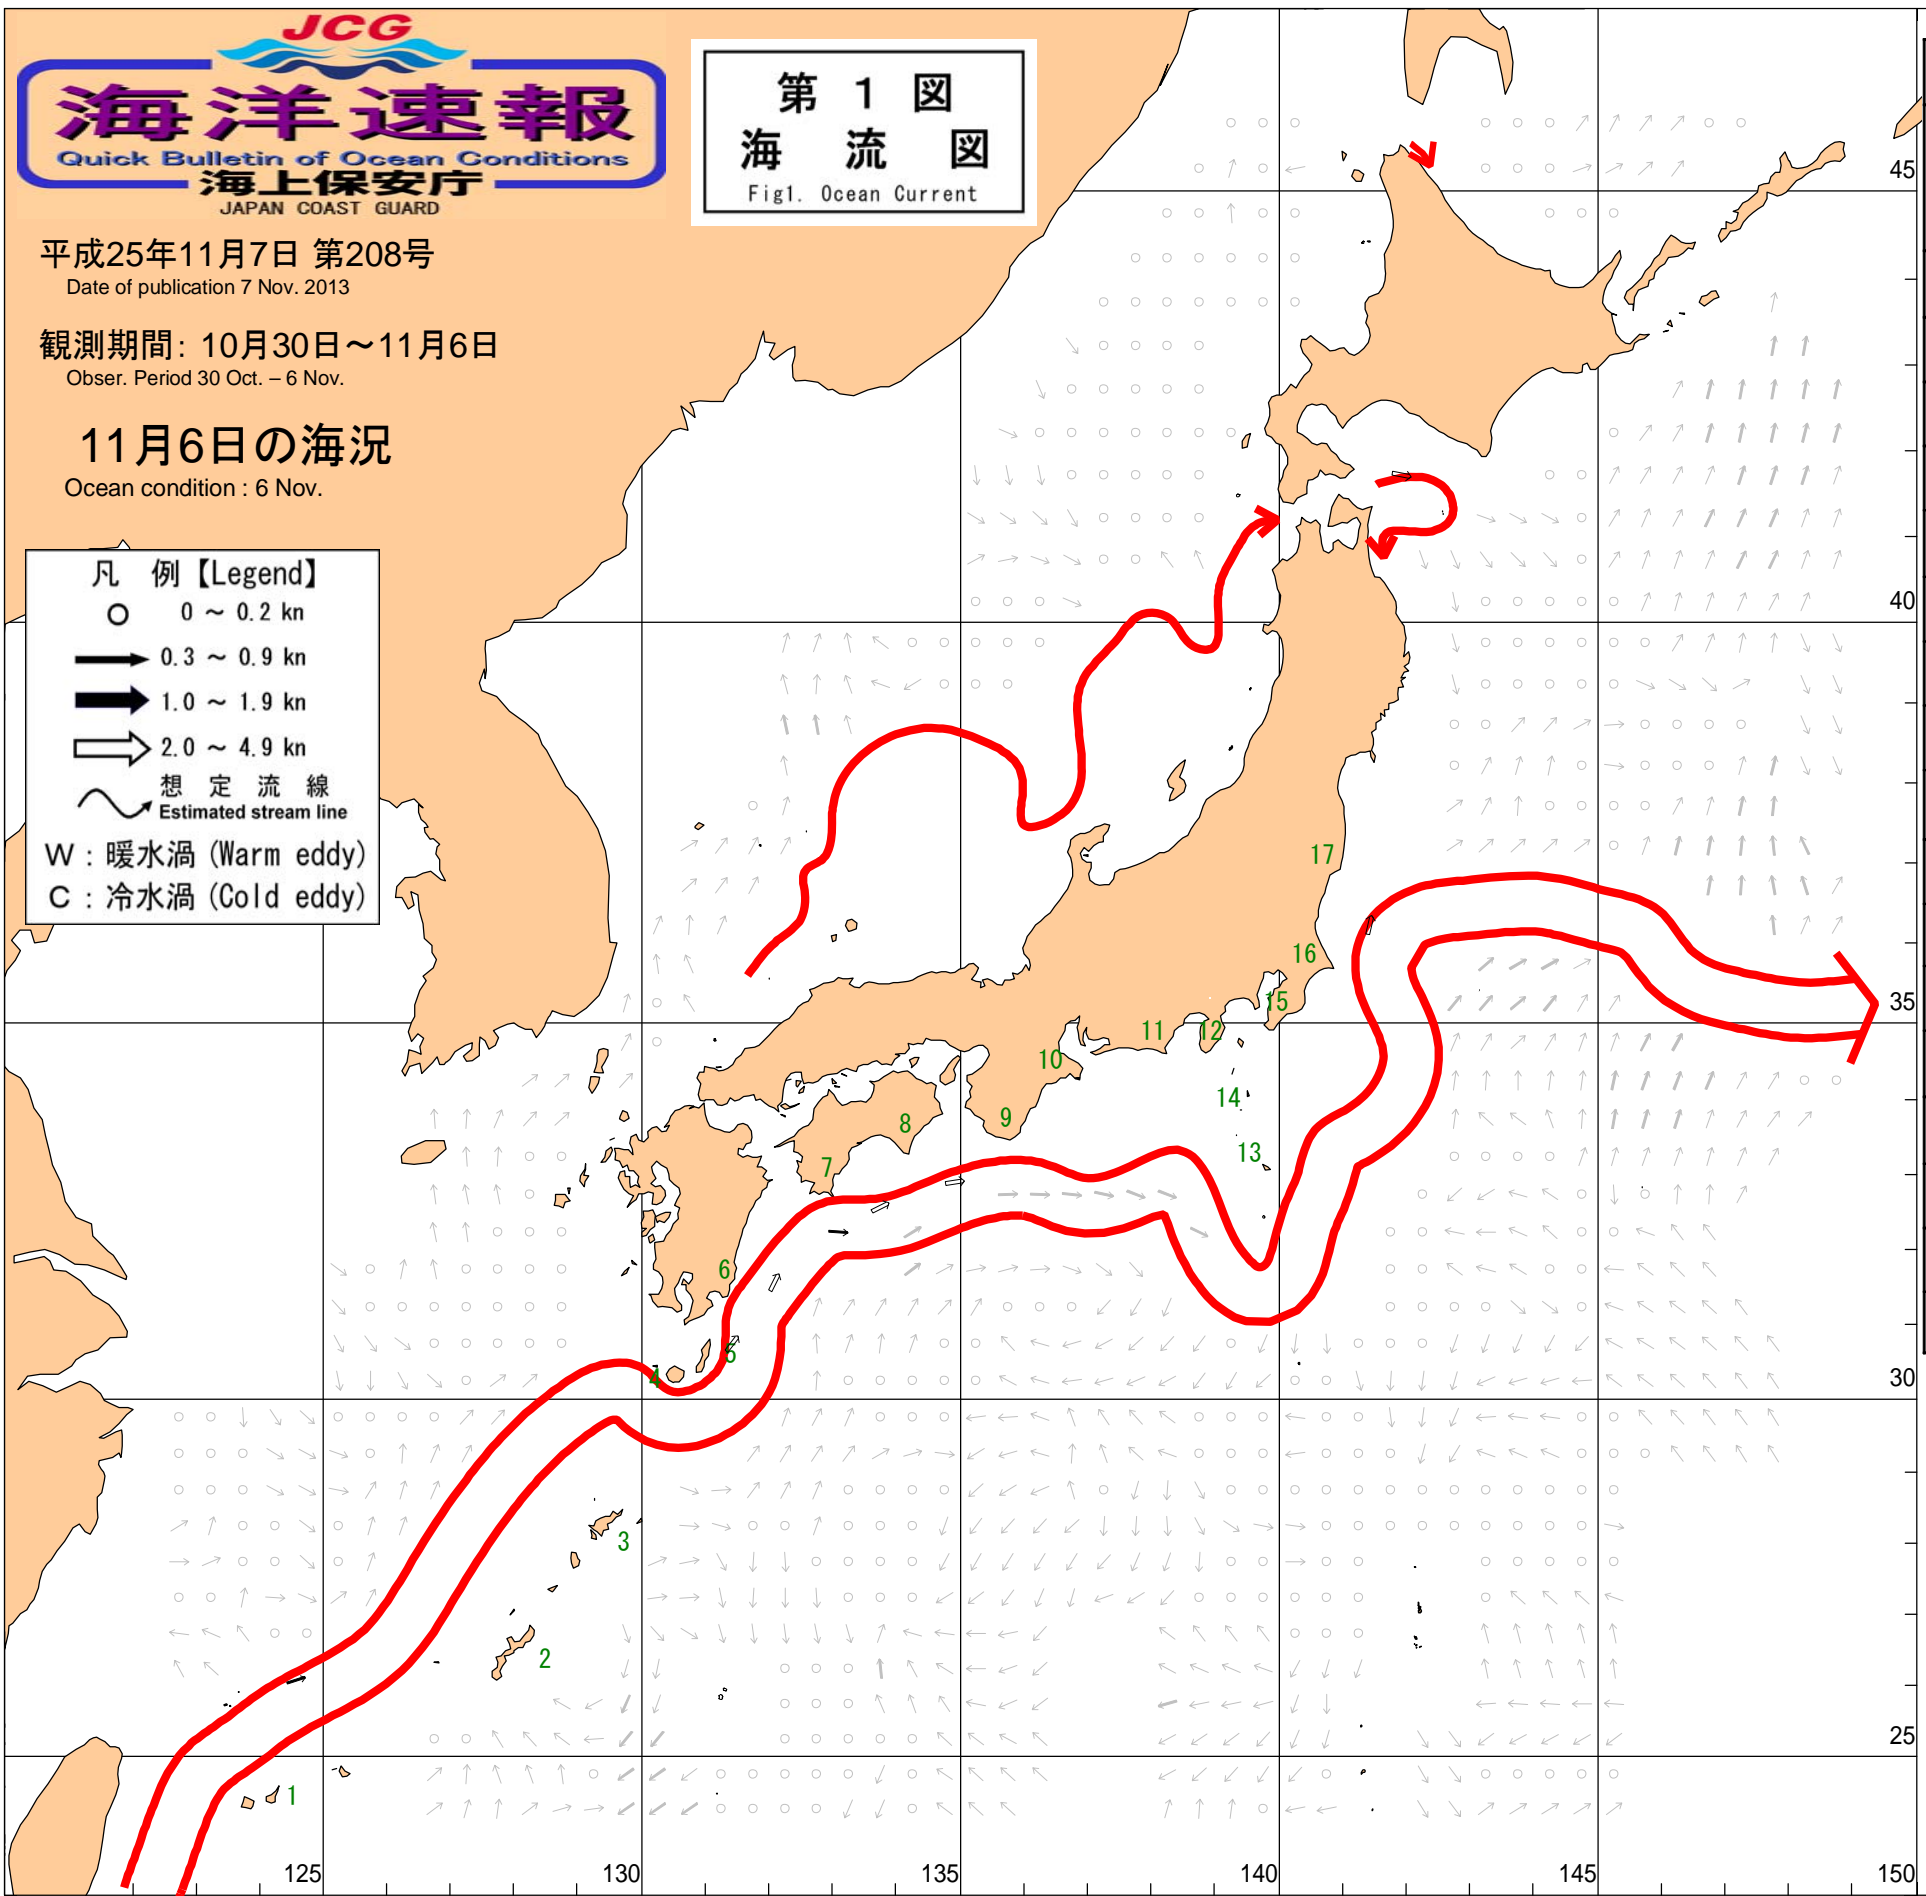 JCG
海洋速報
Quick Bulletin of Ocean Conditions
海上保安庁
JAPAN COAST GUARD
第 1 図
海 流 図
Fig1. Ocean Current
平成25年11月7日 第208号
Date of publication 7 Nov. 2013
観測期間: 10月30日～11月6日
Obser. Period 30 Oct. – 6 Nov.
11月6日の海況
Ocean condition : 6 Nov.
凡 例【Legend】
0 ～ 0.2 kn
0.3 ～ 0.9 kn
1.0 ～ 1.9 kn
2.0 ～ 4.9 kn
想 定 流 線
Estimated stream line
W : 暖水渦 (Warm eddy)
C : 冷水渦 (Cold eddy)
45
40
35
30
25
17
16
15
12
11
10
14
13
9
8
7
6
5
4
3
2
1
125
130
135
140
145
150